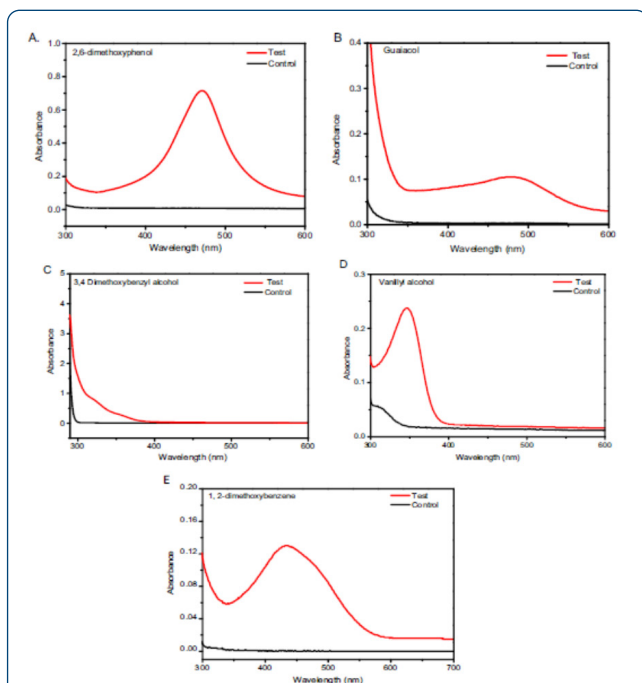 A.
2,6-dimethoxyphenol
Test
Control
1.0
0.8
0.6
0.4
0.2
0.0
Absorbance
300
400
500
600
Wavelength (nm)
B.
Guaiacol
Test
Control
0.4
0.3
0.2
0.1
0.0
Absorbance
300
400
500
600
Wavelength (nm)
C
3,4 Dimethoxybenzyl alcohol
Test
Control
5
4
3
2
1
0
Absorbance
300
400
500
600
Wavelength (nm)
D
Vanillyl alcohol
Test
Control
0.3
0.2
0.1
0.0
Absorbance
300
400
500
600
Wavelength (nm)
E
1, 2-dimethoxybenzene
Test
Control
0.20
0.16
0.12
0.08
0.04
0.00
Absorbance
300
400
500
600
700
Wavelength (nm)